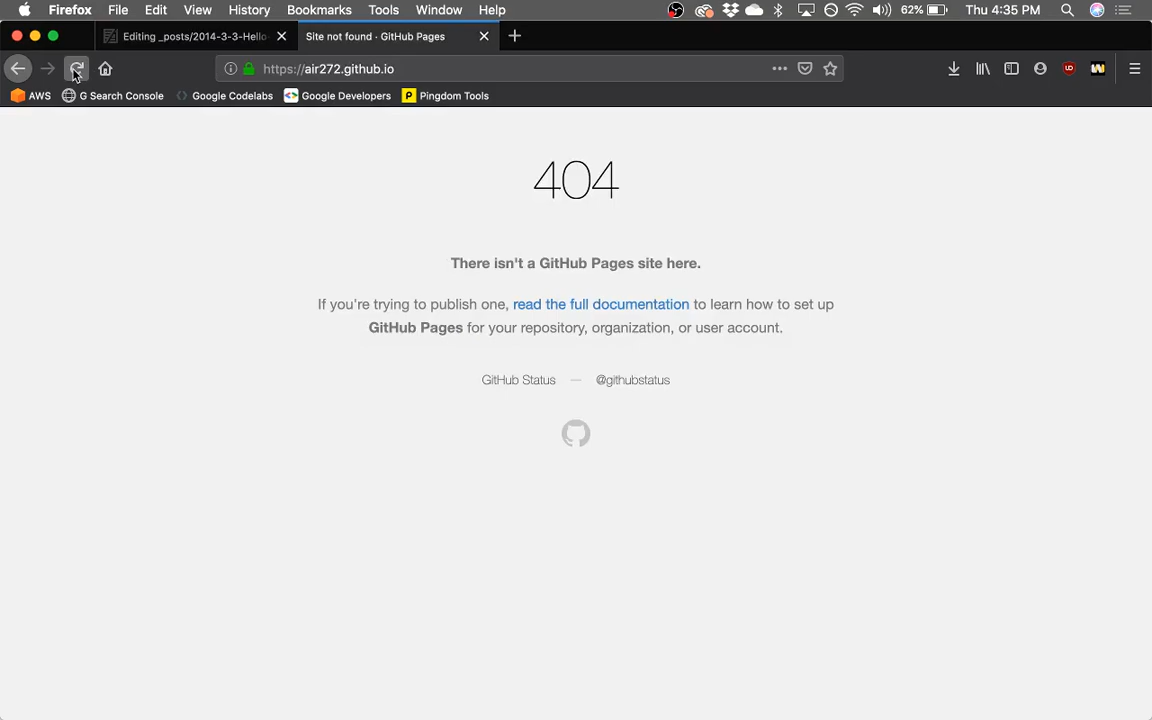 Firefox File Edit View History Bookmarks Tools Window Help 62% Thu 4:35 PM
Editing _posts/2014-3-3-Hello- Site not found · GitHub Pages
https://air272.github.io
AWS G Search Console Google Codelabs Google Developers Pingdom Tools
404
There isn't a GitHub Pages site here.
If you're trying to publish one, read the full documentation to learn how to set up
GitHub Pages for your repository, organization, or user account.
GitHub Status — @githubstatus